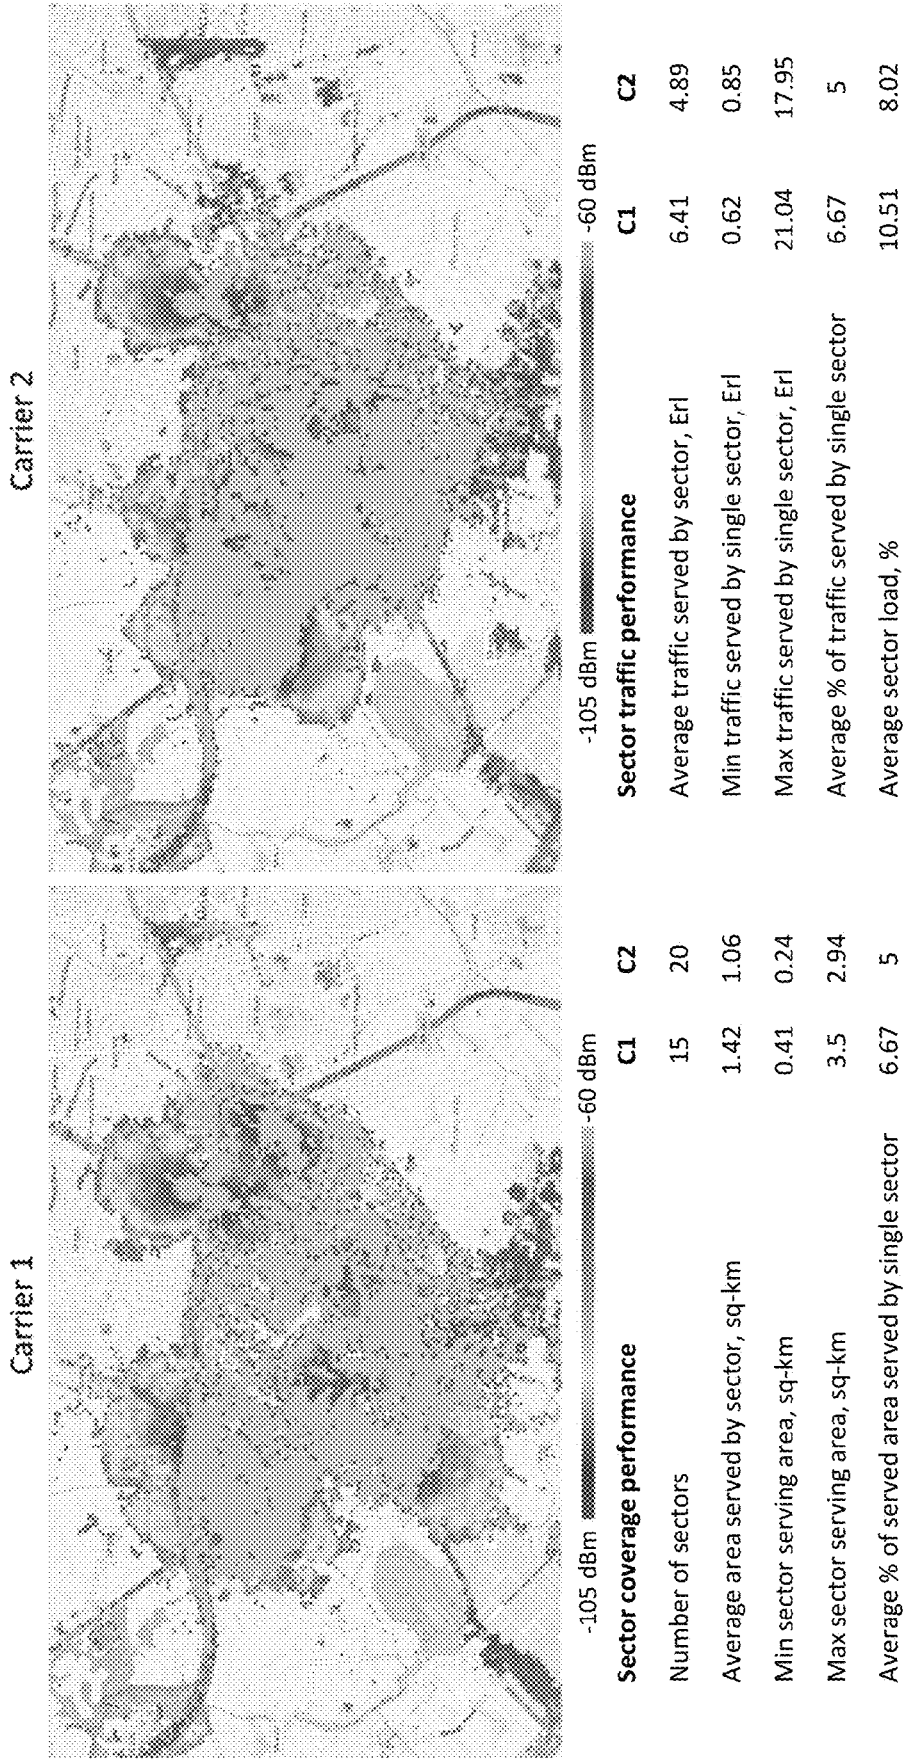 Carrier 1
Carrier 2
-105 dBm -60 dBm
-105 dBm -60 dBm
Sector coverage performance C1 C2
Number of sectors 15 20
Average area served by sector, sq-km 1.42 1.06
Min sector serving area, sq-km 0.41 0.24
Max sector serving area, sq-km 3.5 2.94
Average % of served area served by single sector 6.67 5
Sector traffic performance C1 C2
Average traffic served by sector, Erl 6.41 4.89
Min traffic served by single sector, Erl 0.62 0.85
Max traffic served by single sector, Erl 21.04 17.95
Average % of traffic served by single sector 6.67 5
Average sector load, % 10.51 8.02